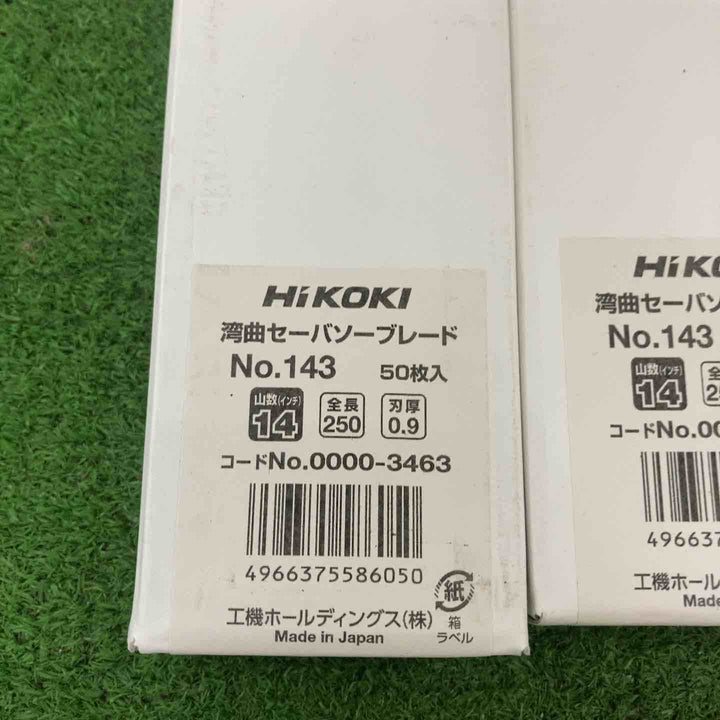 HiKOKI
湾曲セーバソーブレード
No.143 50枚入
山数(インチ) 14 全長 250 刃厚 0.9
コードNo.0000-3463
4966375586050
紙
箱
ラベル
工機ホールディングス(株)
Made in Japan
HiK
湾曲セーバソ
No.143
山数(インチ) 14
コードNo.00
49663
工機ホール
Made